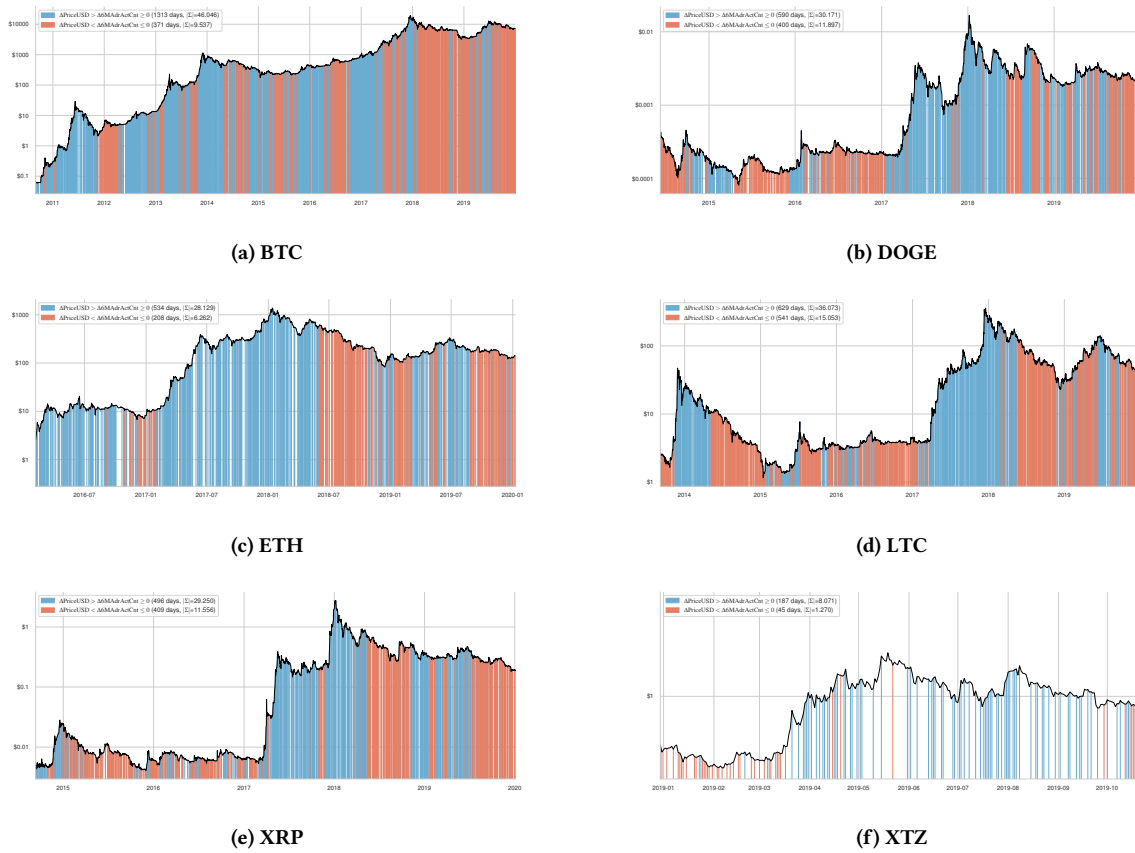 ΔPriceUSD > Δ6MAdrActCnt ≥ 0 (1313 days, |Σ|=46.046)
ΔPriceUSD < Δ6MAdrActCnt ≤ 0 (371 days, |Σ|=9.537)
$10000
$1000
$100
$10
$1
$0.1
2011 2012 2013 2014 2015 2016 2017 2018 2019
(a) BTC
ΔPriceUSD > Δ6MAdrActCnt ≥ 0 (590 days, |Σ|=30.171)
ΔPriceUSD < Δ6MAdrActCnt ≤ 0 (400 days, |Σ|=11.897)
$0.01
$0.001
$0.0001
2015 2016 2017 2018 2019
(b) DOGE
ΔPriceUSD > Δ6MAdrActCnt ≥ 0 (534 days, |Σ|=28.129)
ΔPriceUSD < Δ6MAdrActCnt ≤ 0 (208 days, |Σ|=6.262)
$1000
$100
$10
$1
2016-07 2017-01 2017-07 2018-01 2018-07 2019-01 2019-07 2020-01
(c) ETH
ΔPriceUSD > Δ6MAdrActCnt ≥ 0 (629 days, |Σ|=36.073)
ΔPriceUSD < Δ6MAdrActCnt ≤ 0 (541 days, |Σ|=15.053)
$100
$10
$1
2014 2015 2016 2017 2018 2019
(d) LTC
ΔPriceUSD > Δ6MAdrActCnt ≥ 0 (496 days, |Σ|=29.250)
ΔPriceUSD < Δ6MAdrActCnt ≤ 0 (409 days, |Σ|=11.556)
$1
$0.1
$0.01
2015 2016 2017 2018 2019 2020
(e) XRP
ΔPriceUSD > Δ6MAdrActCnt ≥ 0 (187 days, |Σ|=8.071)
ΔPriceUSD < Δ6MAdrActCnt ≤ 0 (45 days, |Σ|=1.270)
$1
2019-01 2019-02 2019-03 2019-04 2019-05 2019-06 2019-07 2019-08 2019-09 2019-10
(f) XTZ